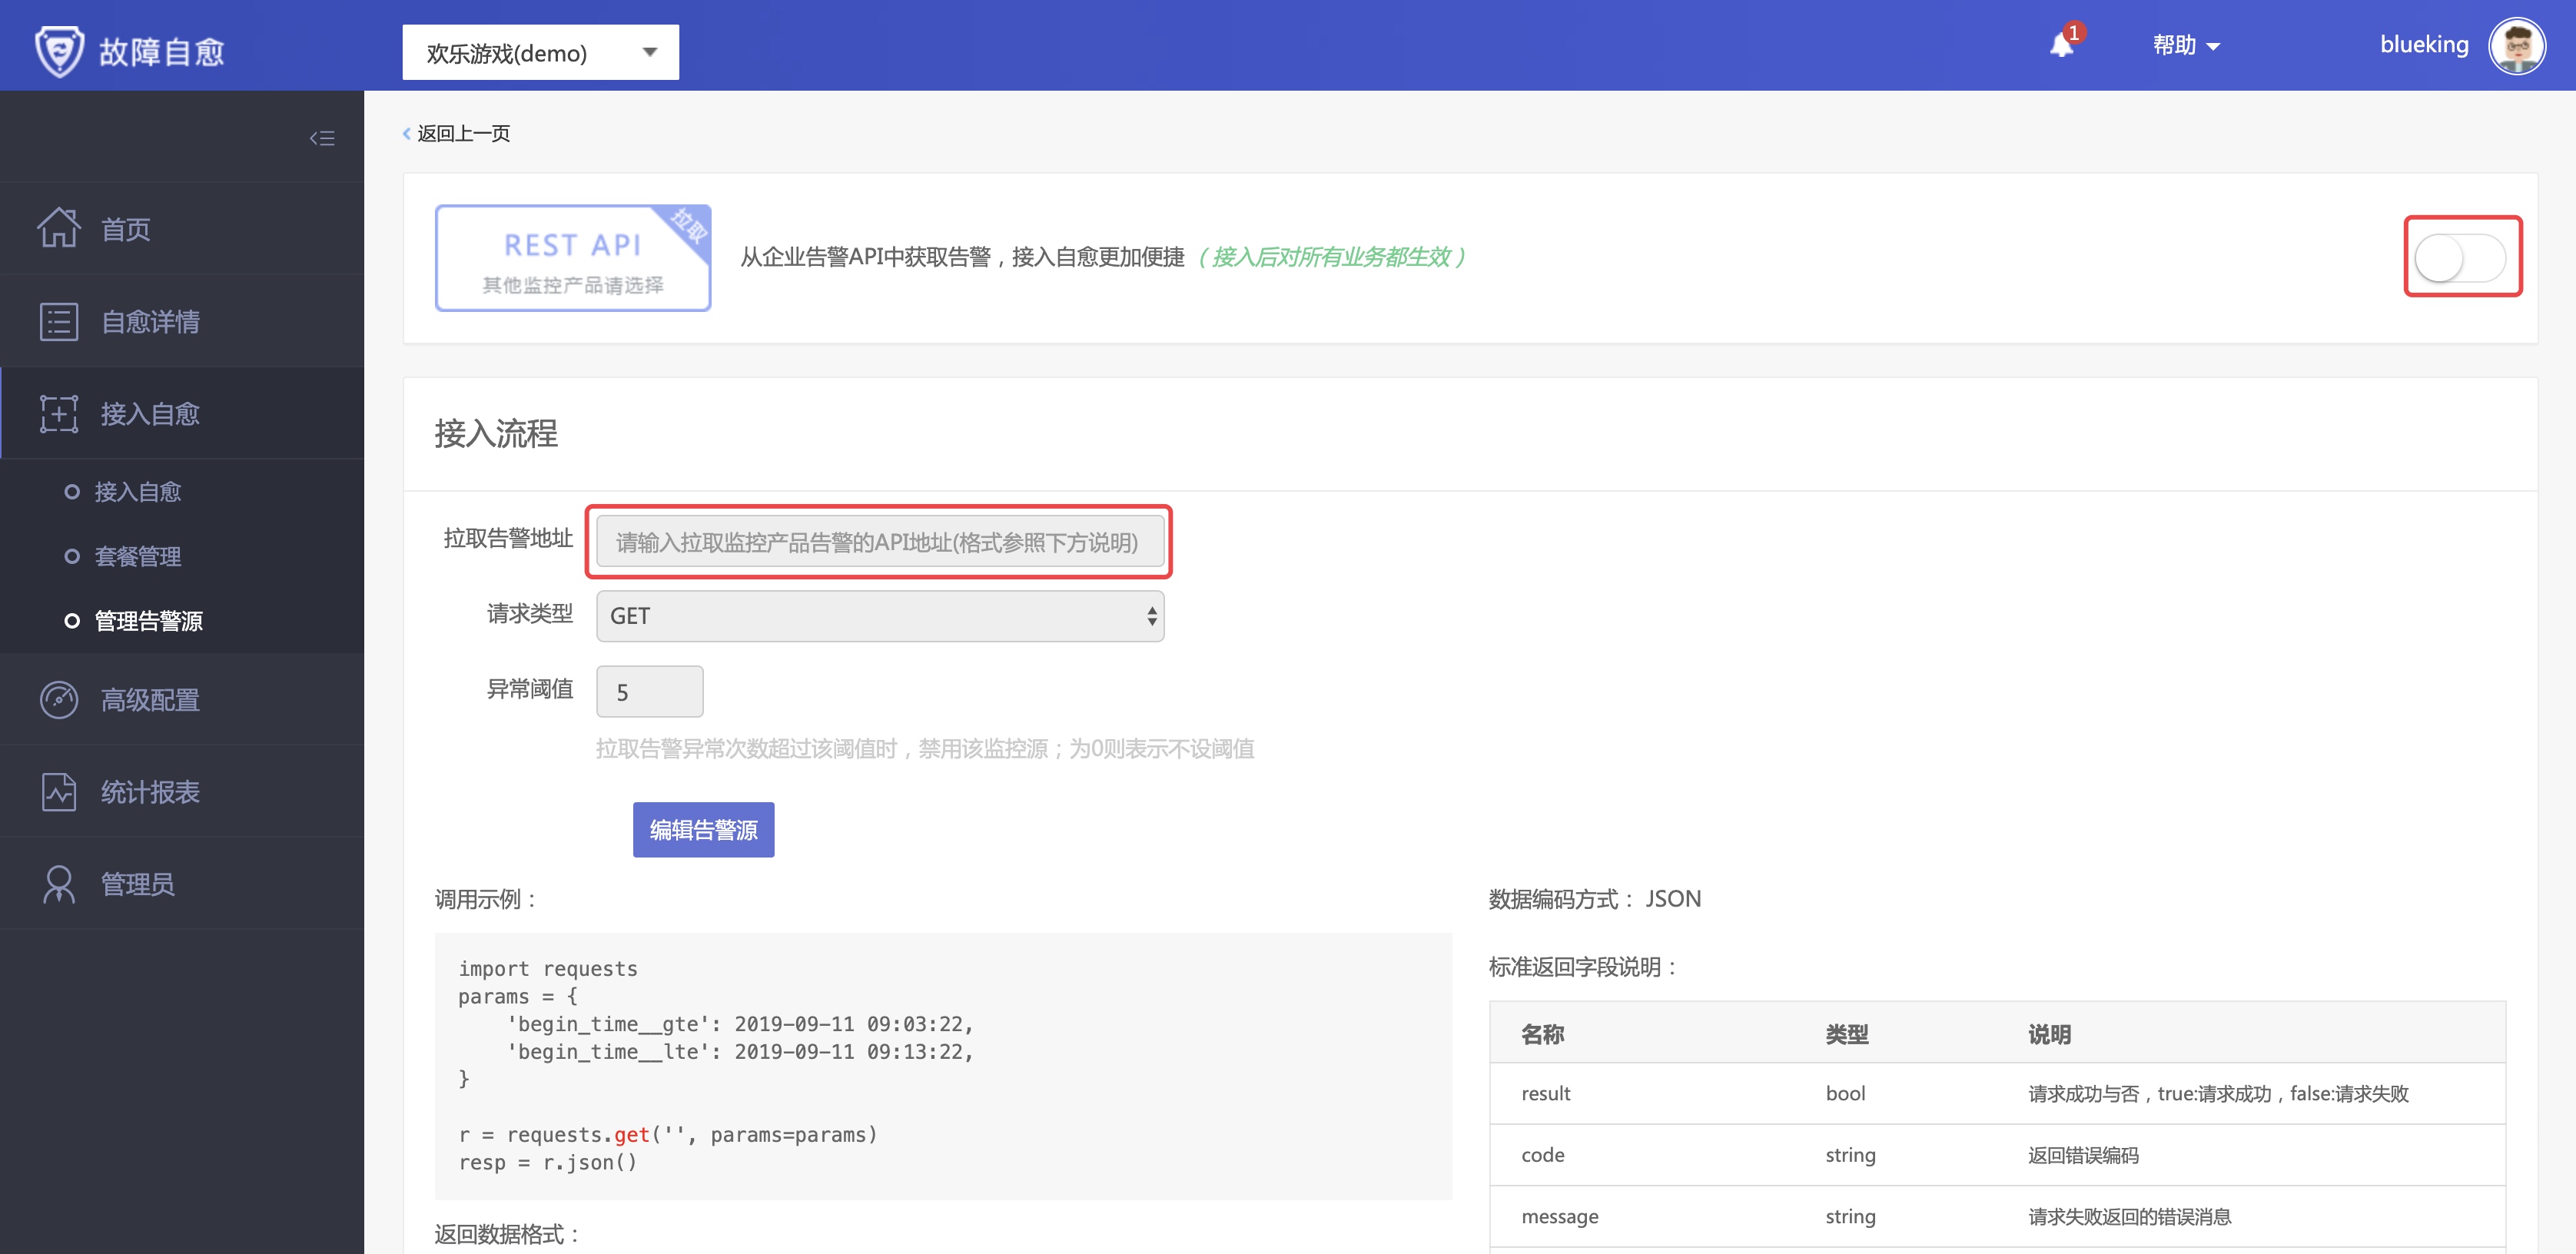 故障自愈
欢乐游戏(demo)
1
帮助
blueking
首页
自愈详情
接入自愈
接入自愈
套餐管理
管理告警源
高级配置
统计报表
管理员
返回上一页
REST API
拉取
其他监控产品请选择
从企业告警API中获取告警，接入自愈更加便捷（接入后对所有业务都生效）
接入流程
拉取告警地址
请输入拉取监控产品告警的API地址(格式参照下方说明)
请求类型
GET
异常阈值
5
拉取告警异常次数超过该阈值时，禁用该监控源；为0则表示不设阈值
编辑告警源
调用示例：
import requests
params = {
    'begin_time__gte': 2019-09-11 09:03:22,
    'begin_time__lte': 2019-09-11 09:13:22,
}
r = requests.get('', params=params)
resp = r.json()
返回数据格式：
数据编码方式： JSON
标准返回字段说明：
名称 类型 说明
result bool 请求成功与否，true:请求成功，false:请求失败
code string 返回错误编码
message string 请求失败返回的错误消息